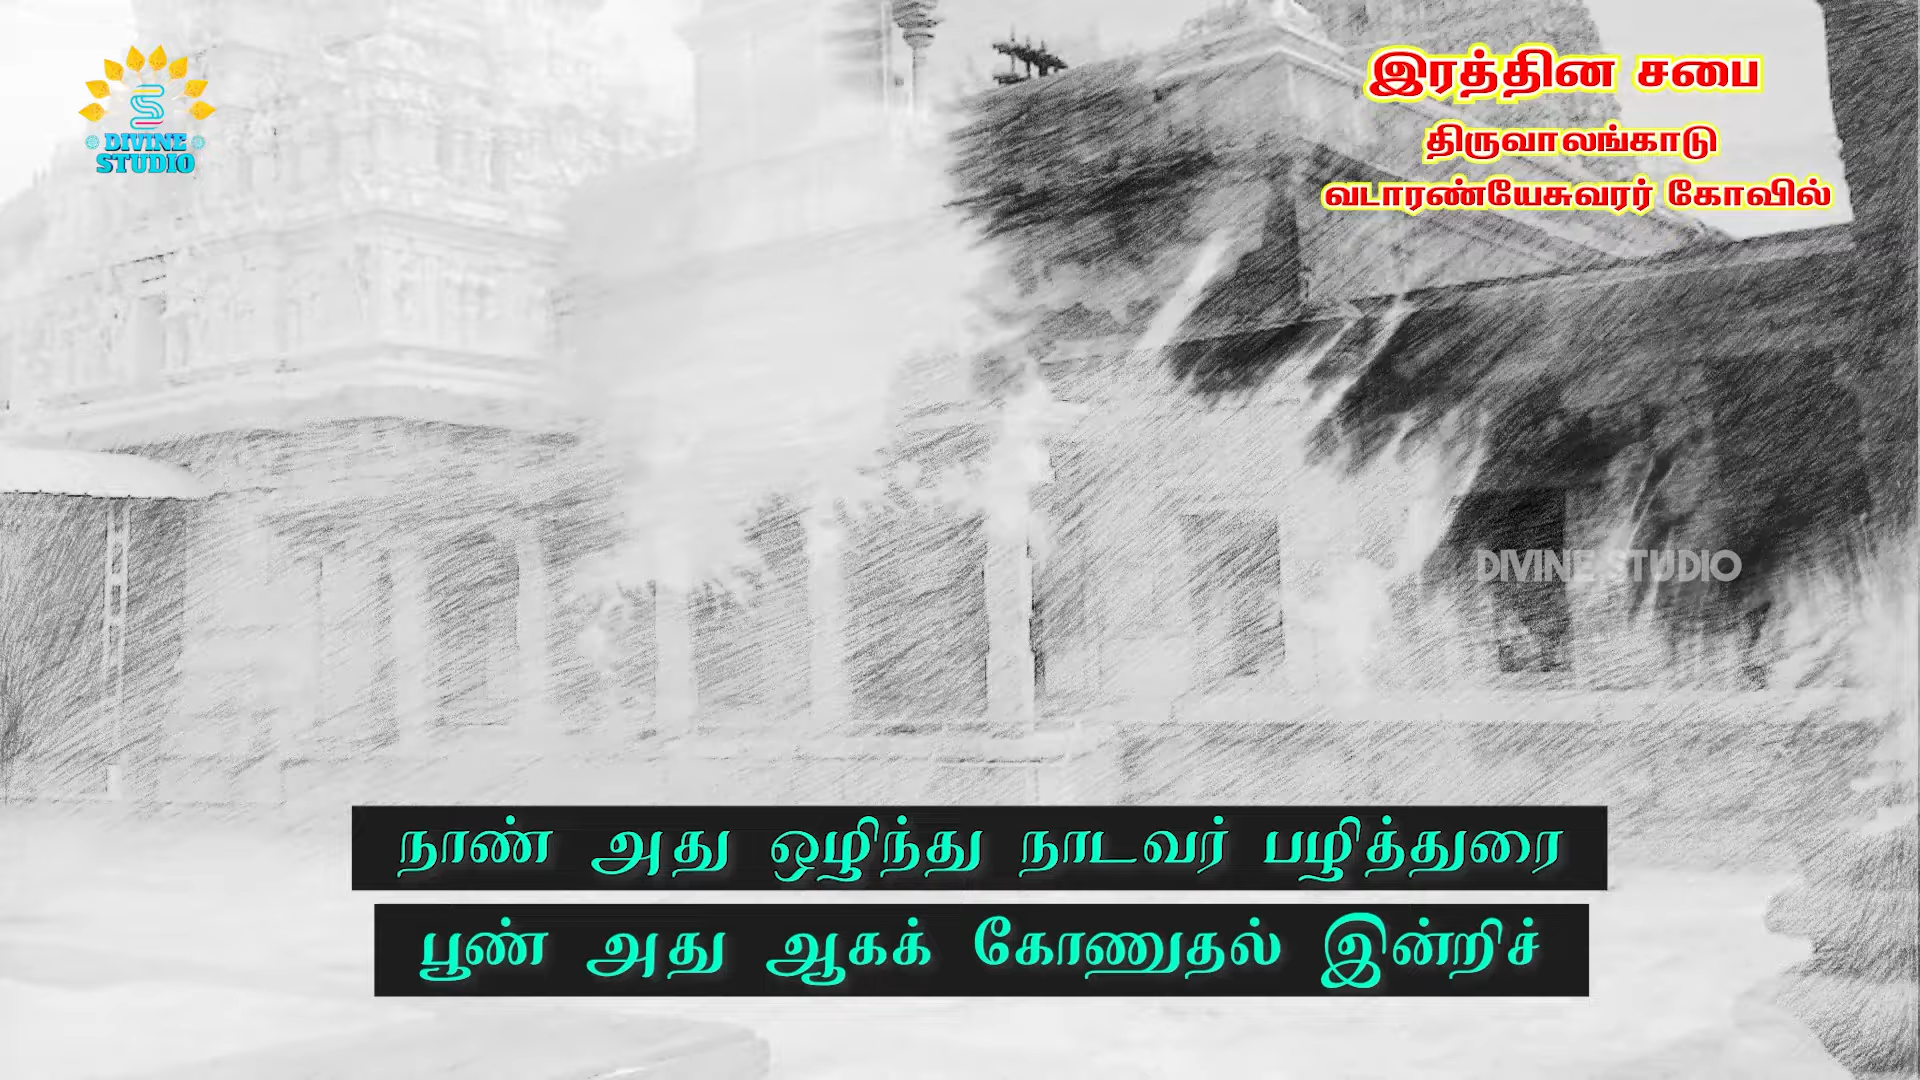 DIVINE
STUDIO
இரத்தின சபை
திருவாலங்காடு
வடாரண்யேசுவரர் கோவில்
DIVINE STUDIO
நாண் அது ஒழிந்து நாடவர் பழித்துரை
பூண் அது ஆகக் கோணுதல் இன்றிச்